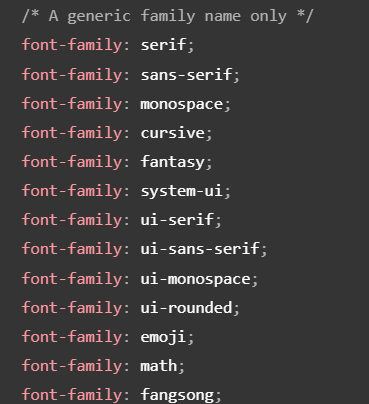 /* A generic family name only */
font-family: serif;
font-family: sans-serif;
font-family: monospace;
font-family: cursive;
font-family: fantasy;
font-family: system-ui;
font-family: ui-serif;
font-family: ui-sans-serif;
font-family: ui-monospace;
font-family: ui-rounded;
font-family: emoji;
font-family: math;
font-family: fangsong;